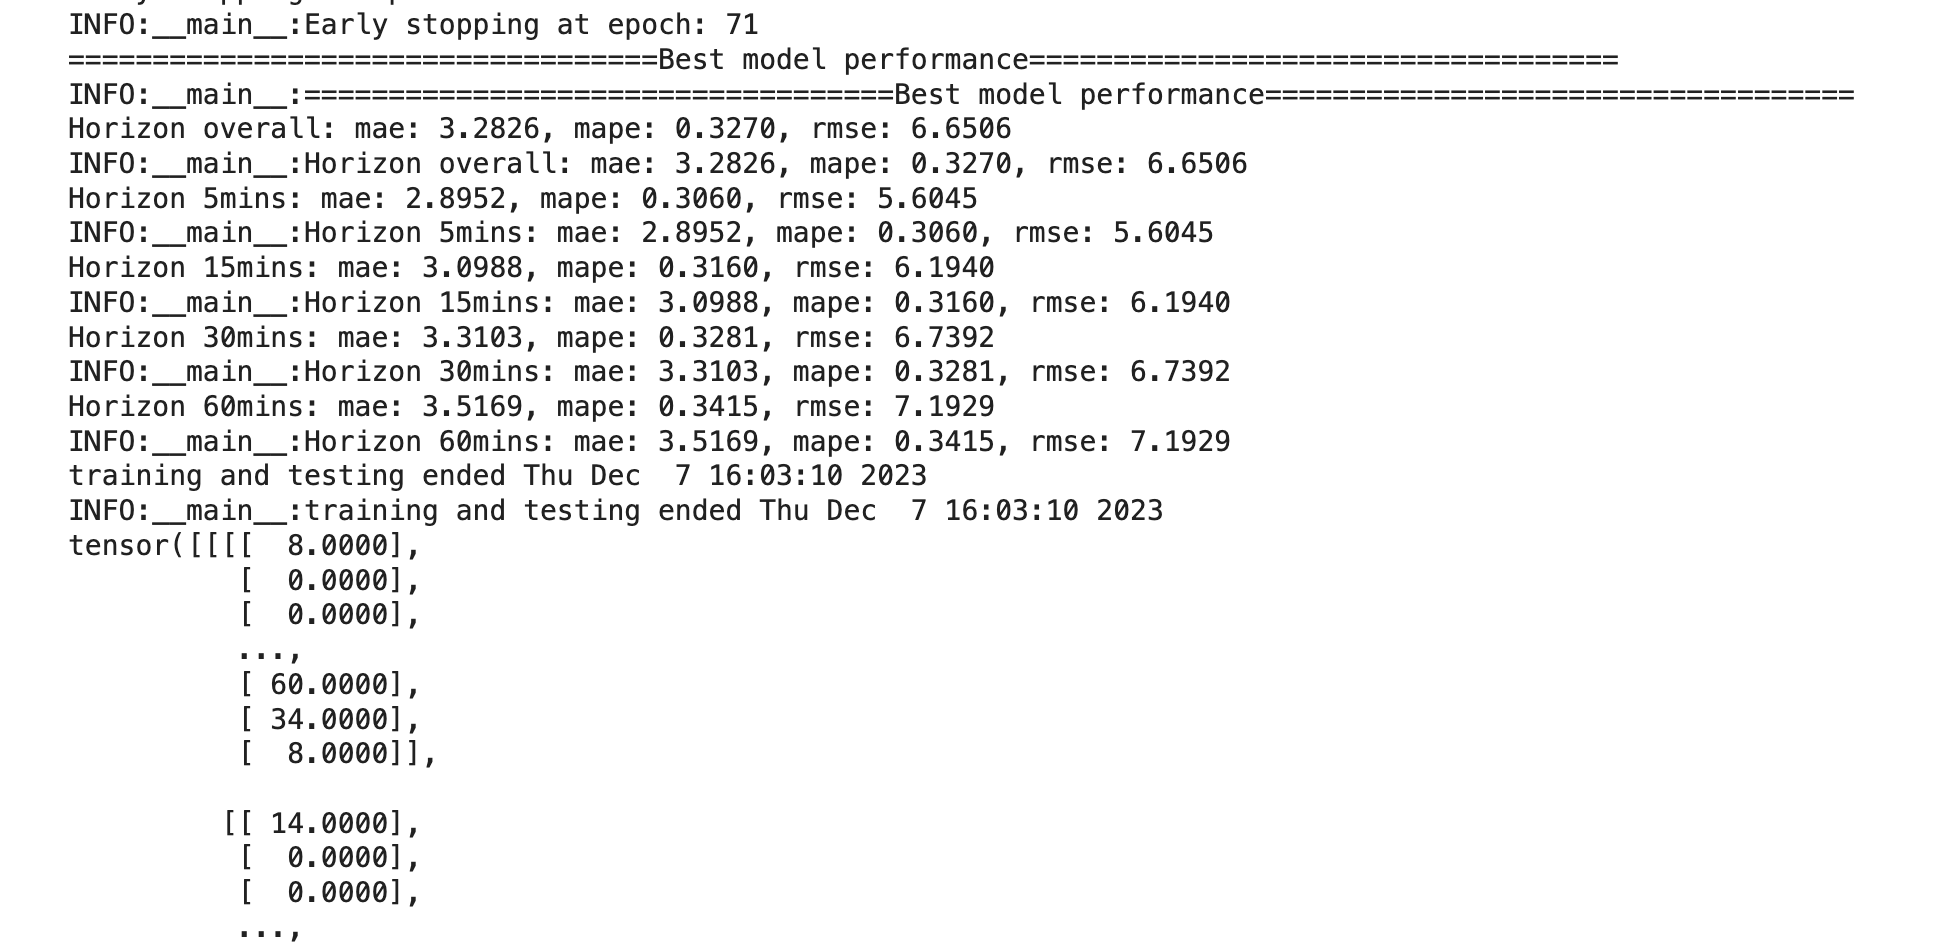 INFO:__main__:Early stopping at epoch: 71
===================================Best model performance===================================
INFO:__main__:===================================Best model performance===================================
Horizon overall: mae: 3.2826, mape: 0.3270, rmse: 6.6506
INFO:__main__:Horizon overall: mae: 3.2826, mape: 0.3270, rmse: 6.6506
Horizon 5mins: mae: 2.8952, mape: 0.3060, rmse: 5.6045
INFO:__main__:Horizon 5mins: mae: 2.8952, mape: 0.3060, rmse: 5.6045
Horizon 15mins: mae: 3.0988, mape: 0.3160, rmse: 6.1940
INFO:__main__:Horizon 15mins: mae: 3.0988, mape: 0.3160, rmse: 6.1940
Horizon 30mins: mae: 3.3103, mape: 0.3281, rmse: 6.7392
INFO:__main__:Horizon 30mins: mae: 3.3103, mape: 0.3281, rmse: 6.7392
Horizon 60mins: mae: 3.5169, mape: 0.3415, rmse: 7.1929
INFO:__main__:Horizon 60mins: mae: 3.5169, mape: 0.3415, rmse: 7.1929
training and testing ended Thu Dec  7 16:03:10 2023
INFO:__main__:training and testing ended Thu Dec  7 16:03:10 2023
tensor([[[[  8.0000],
          [  0.0000],
          [  0.0000],
          ...,
          [ 60.0000],
          [ 34.0000],
          [  8.0000]],

         [[ 14.0000],
          [  0.0000],
          [  0.0000],
          ...,